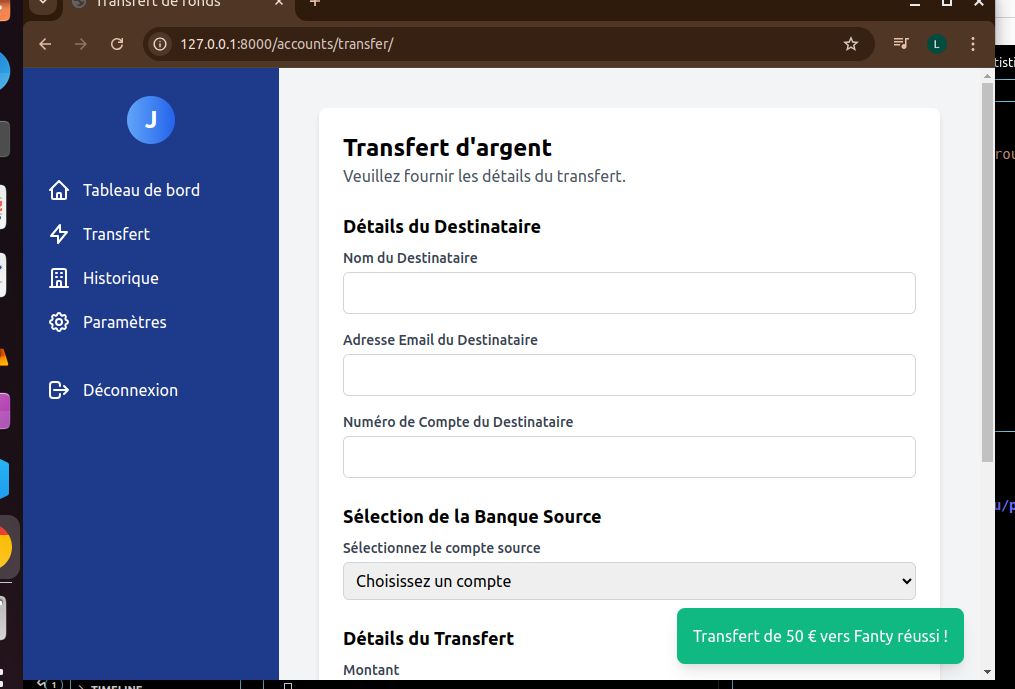 Transfert de fonds
127.0.0.1:8000/accounts/transfer/
L
J
Tableau de bord
Transfert
Historique
Paramètres
Déconnexion
Transfert d'argent
Veuillez fournir les détails du transfert.
Détails du Destinataire
Nom du Destinataire
Adresse Email du Destinataire
Numéro de Compte du Destinataire
Sélection de la Banque Source
Sélectionnez le compte source
Choisissez un compte
Détails du Transfert
Montant
Transfert de 50 € vers Fanty réussi !
TIMELINE